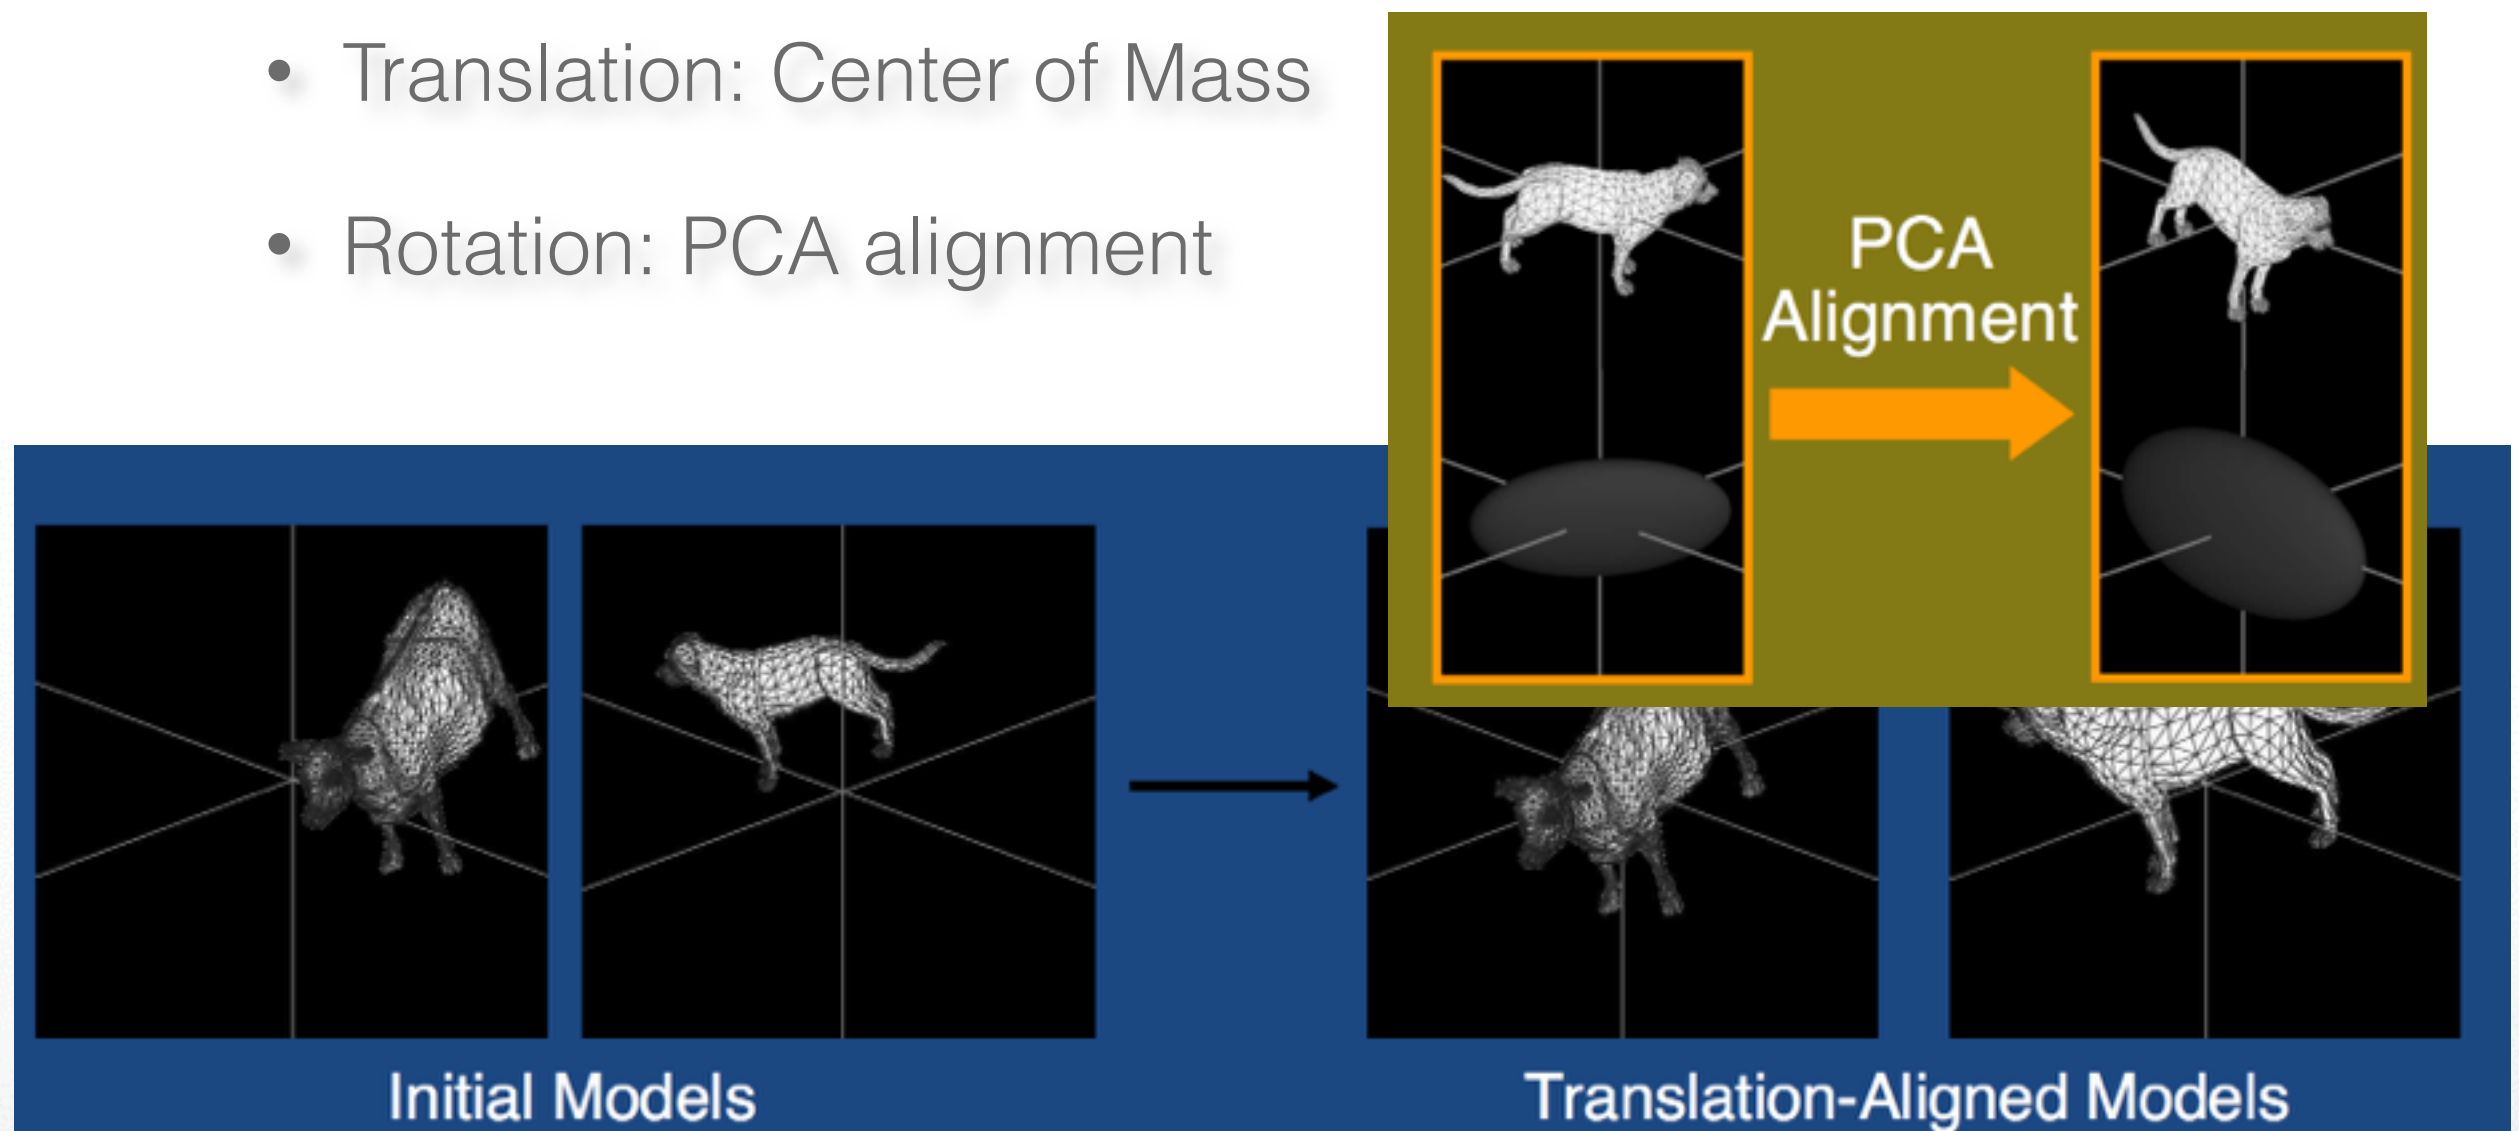 • Translation: Center of Mass
• Rotation: PCA alignment
PCA
Alignment
Initial Models
Translation-Aligned Models